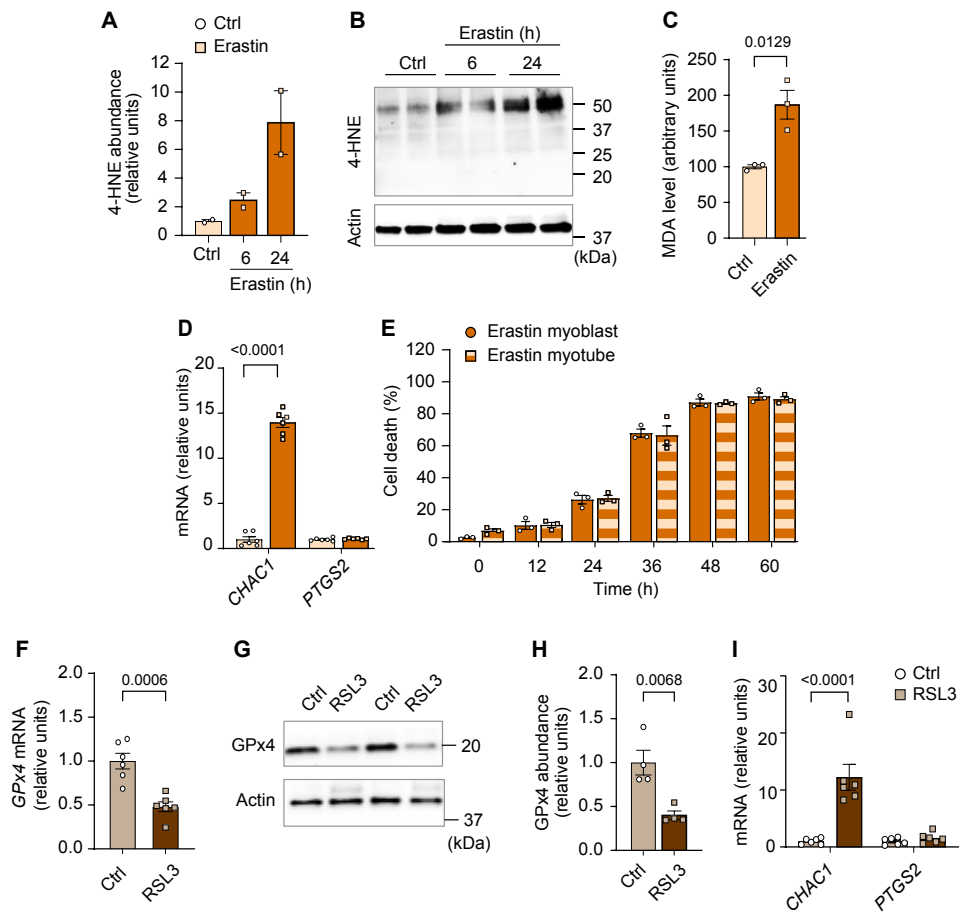 A
Ctrl
Erastin
4-HNE abundance
(relative units)
12
10
8
6
4
2
0
Ctrl
6
24
Erastin (h)
B
Erastin (h)
Ctrl
6
24
4-HNE
50
37
25
20
Actin
37
(kDa)
C
0.0129
MDA level (arbitrary units)
250
200
150
100
50
0
Ctrl
Erastin
D
<0.0001
mRNA (relative units)
20
15
10
5
0
CHAC1
PTGS2
E
Erastin myoblast
Erastin myotube
Cell death (%)
120
100
80
60
40
20
0
0
12
24
36
48
60
Time (h)
F
0.0006
GPx4 mRNA
(relative units)
2.0
1.5
1.0
0.5
0.0
Ctrl
RSL3
G
Ctrl
RSL3
Ctrl
RSL3
GPx4
20
Actin
37
(kDa)
H
0.0068
GPx4 abundance
(relative units)
2.0
1.5
1.0
0.5
0.0
Ctrl
RSL3
I
Ctrl
RSL3
<0.0001
mRNA (relative units)
30
20
10
0
CHAC1
PTGS2